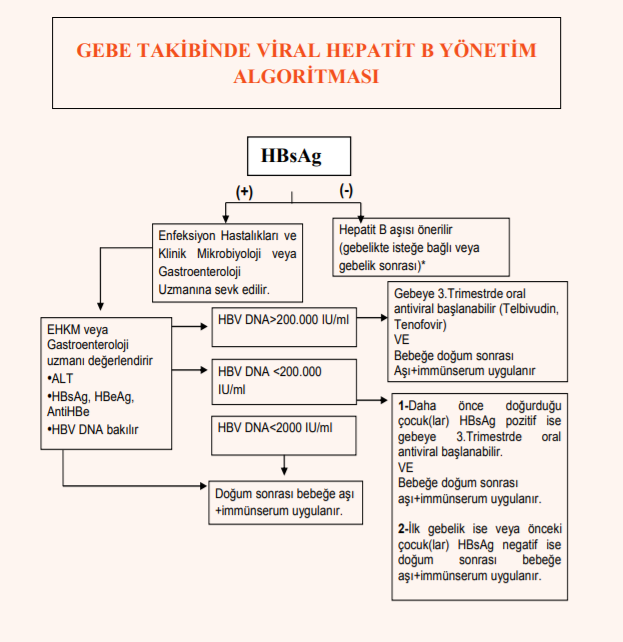 GEBE TAKİBİNDE VİRAL HEPATİT B YÖNETİM
ALGORİTMASI
HBsAg
(+)
(-)
Enfeksiyon Hastalıkları ve
Klinik Mikrobiyoloji veya
Gastroenteroloji
Uzmanına sevk edilir.
Hepatit B aşısı önerilir
(gebelikte isteğe bağlı veya
gebelik sonrası)*
EHKM veya
Gastroenteroloji
uzmanı değerlendirir
•ALT
•HBsAg, HBeAg,
AntiHBe
•HBV DNA bakılır
HBV DNA>200.000 IU/ml
Gebeye 3.Trimestrde oral
antiviral başlanabilir (Telbivudin,
Tenofovir)
VE
Bebeğe doğum sonrası
Aşı+immünserum uygulanır
HBV DNA <200.000
IU/ml
1-Daha önce doğurduğu
çocuk(lar) HBsAg pozitif ise
gebeye 3.Trimestrde oral
antiviral başlanabilir.
VE
Bebeğe doğum sonrası
aşı+immünserum uygulanır.
2-İlk gebelik ise veya önceki
çocuk(lar) HBsAg negatif ise
doğum sonrası bebeğe
aşı+immünserum uygulanır.
HBV DNA<2000 IU/ml
Doğum sonrası bebeğe aşı
+immünserum uygulanır.